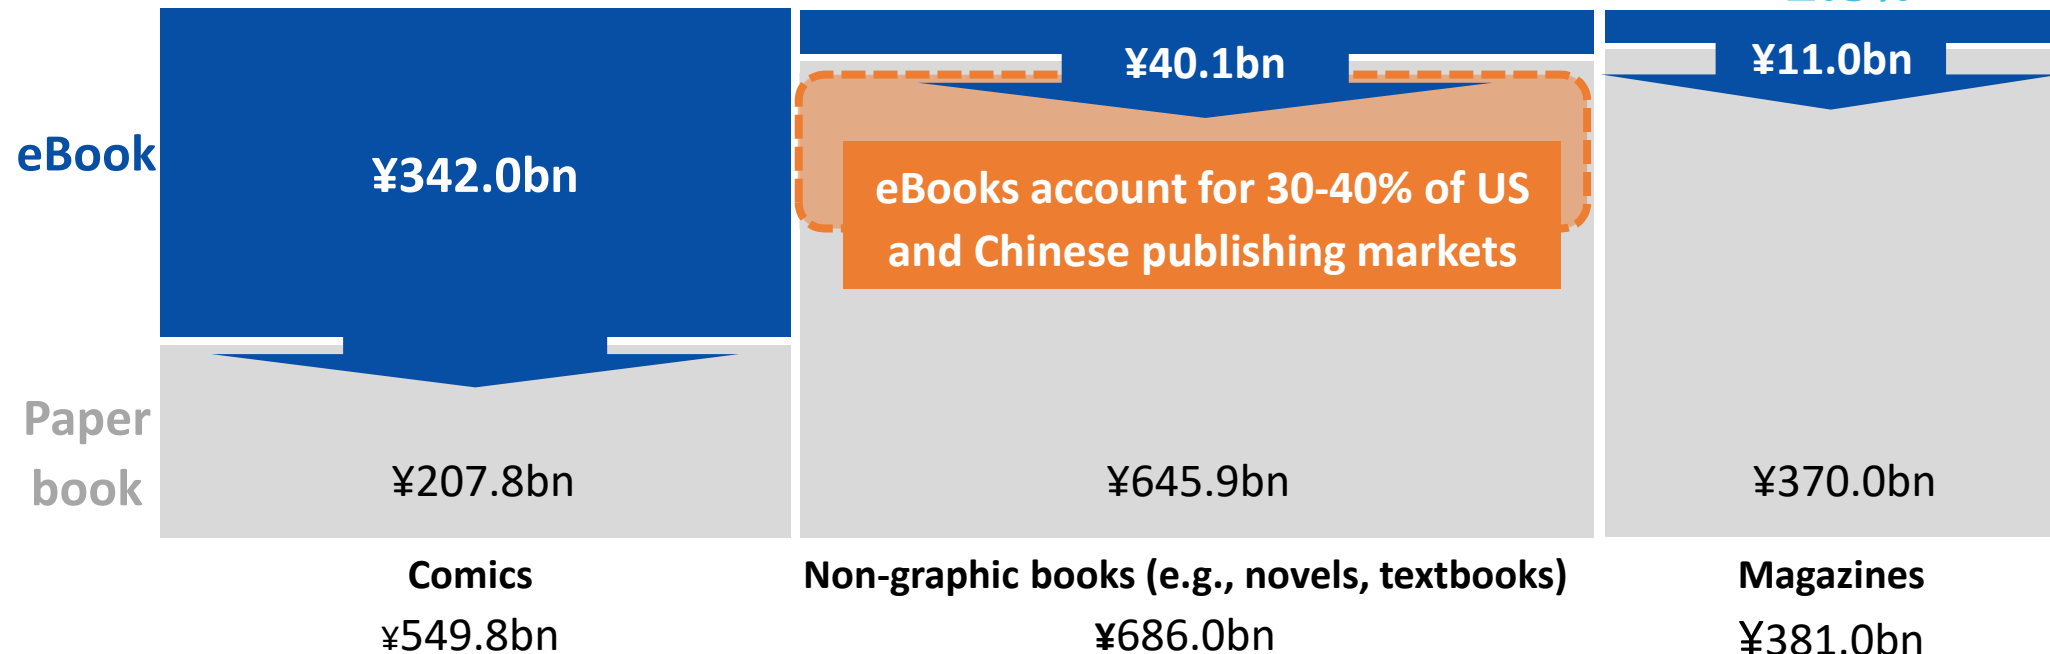 ¥40.1bn
¥11.0bn
eBook
¥342.0bn
eBooks account for 30-40% of US
and Chinese publishing markets
Paper
book
¥207.8bn
¥645.9bn
¥370.0bn
Comics
Non-graphic books (e.g., novels, textbooks)
Magazines
¥549.8bn
¥686.0bn
¥381.0bn